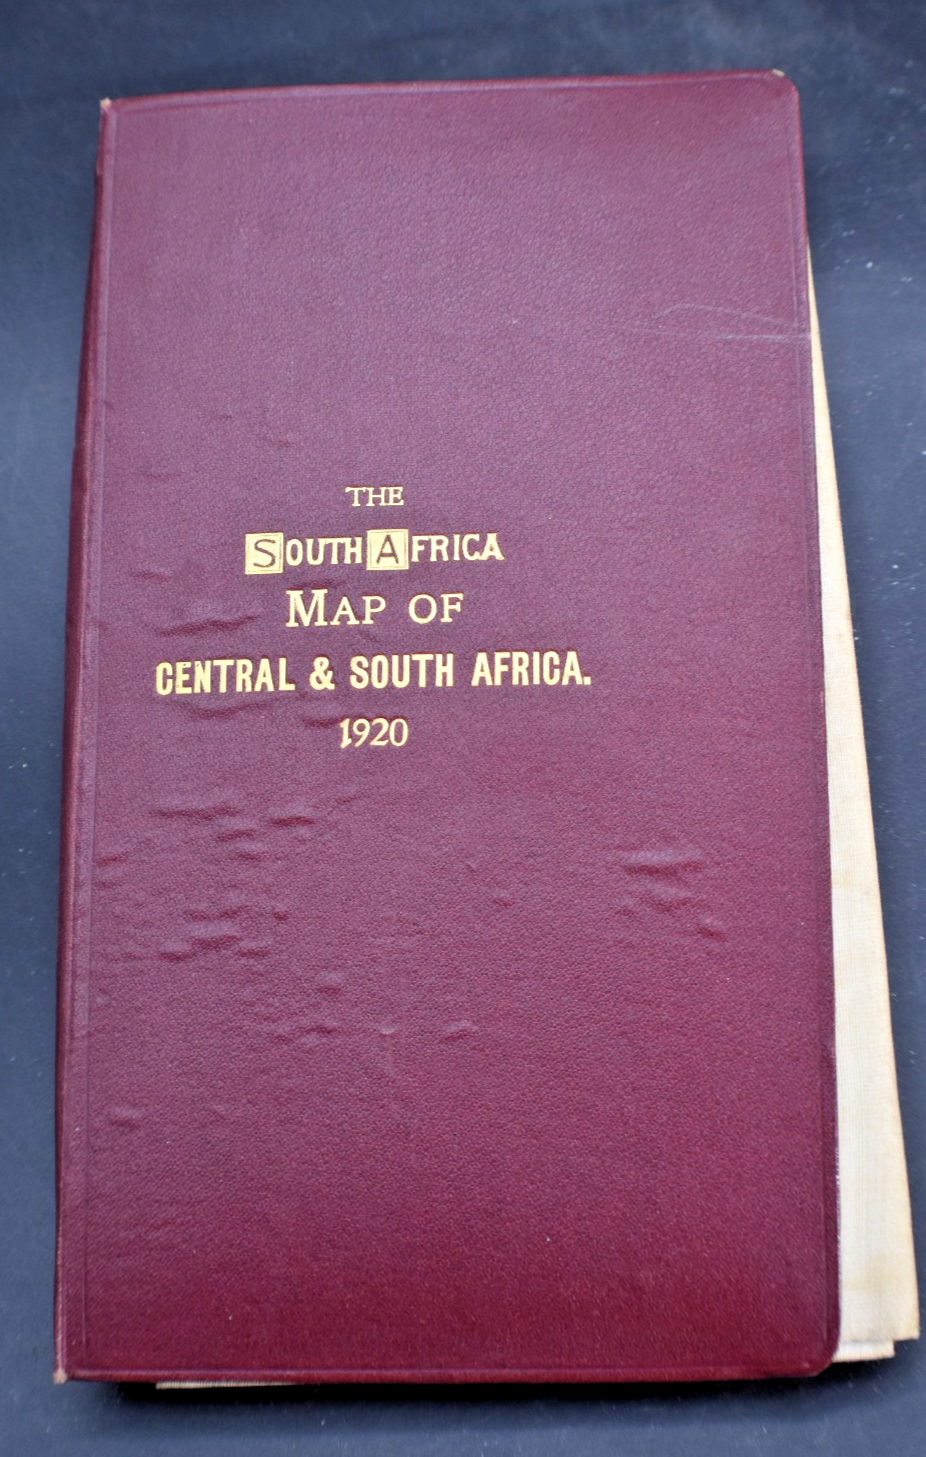 THE
SOUTH AFRICA
MAP OF
CENTRAL & SOUTH AFRICA.
1920